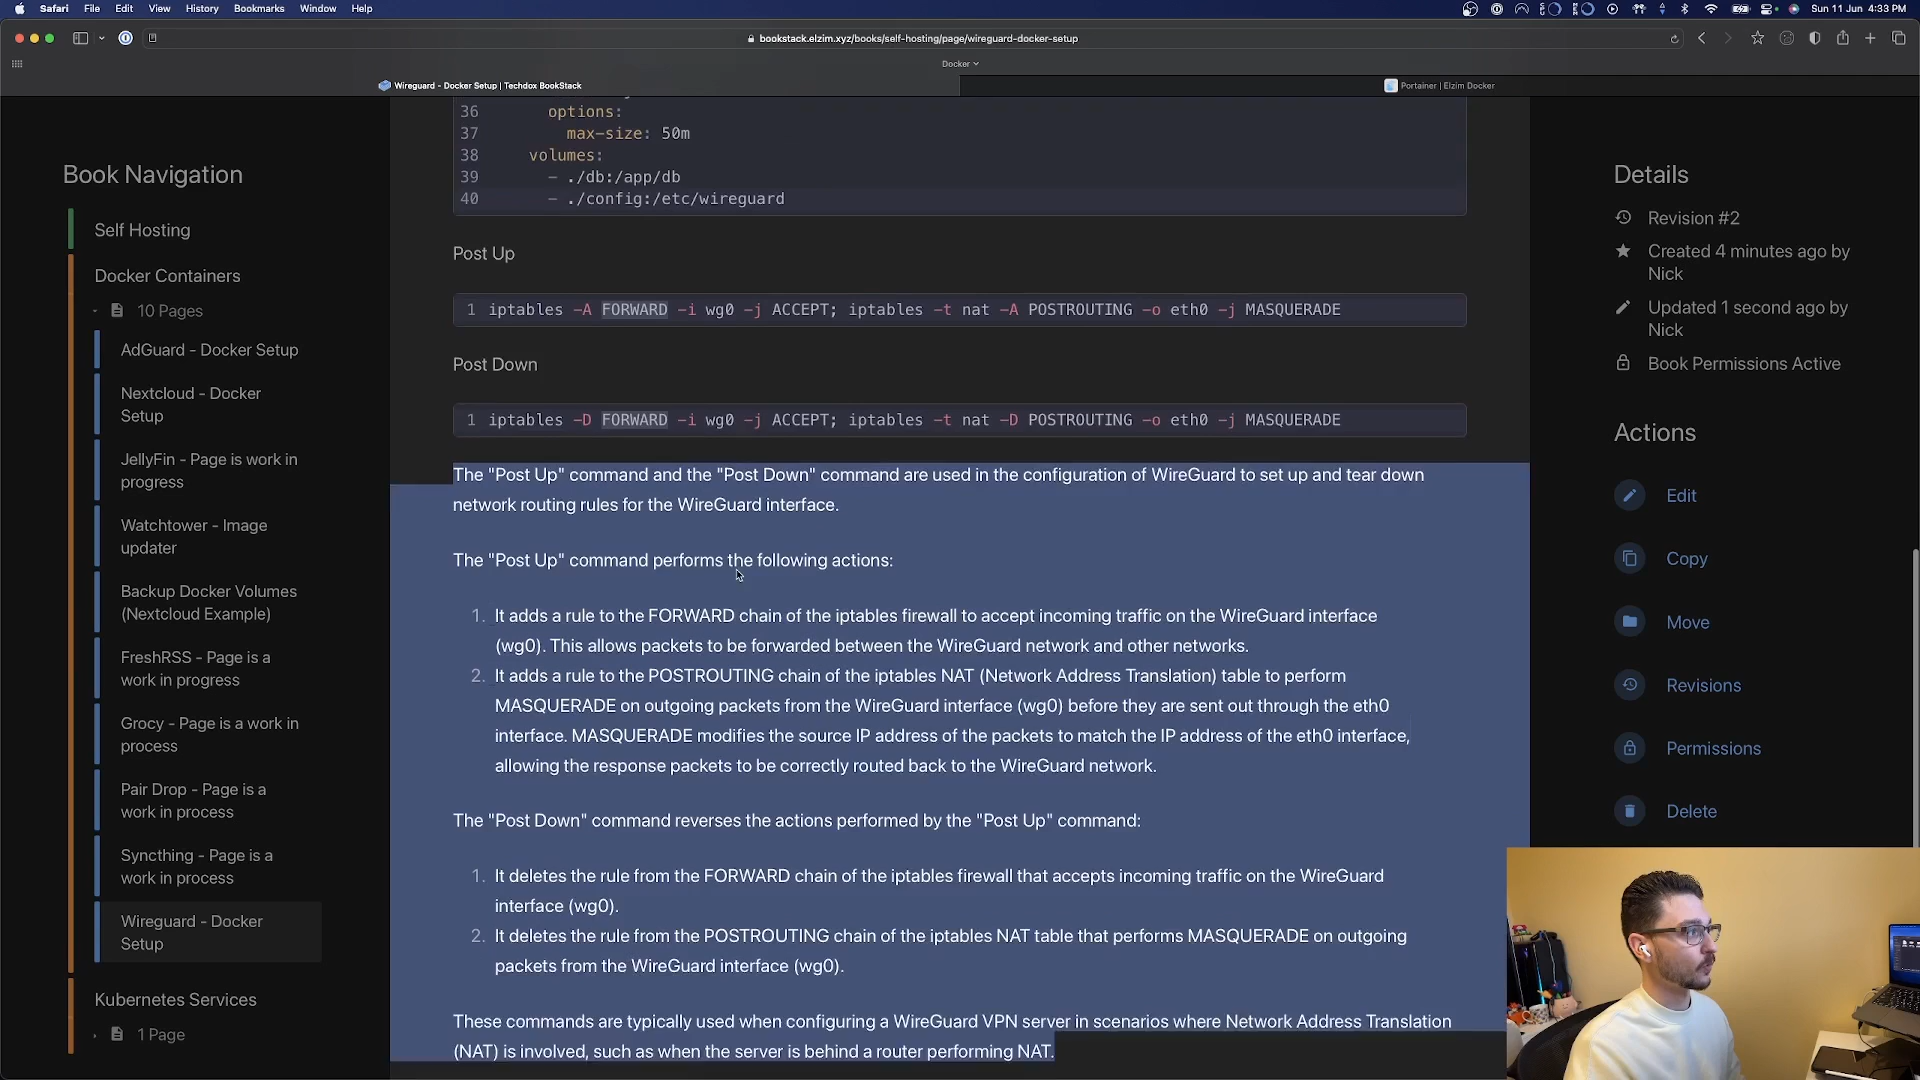 Safari File Edit View History Bookmarks Window Help
Sun 11 Jun 4:33 PM
bookstack.elzim.xyz/books/self-hosting/page/wireguard-docker-setup
Docker
Wireguard - Docker Setup | Techdox BookStack
Portainer | Elzim Docker
Book Navigation
Self Hosting
Docker Containers
10 Pages
AdGuard - Docker Setup
Nextcloud - Docker
Setup
JellyFin - Page is work in
progress
Watchtower - Image
updater
Backup Docker Volumes
(Nextcloud Example)
FreshRSS - Page is a
work in progress
Grocy - Page is a work in
process
Pair Drop - Page is a
work in process
Syncthing - Page is a
work in process
Wireguard - Docker
Setup
Kubernetes Services
1 Page
36 options:
37 max-size: 50m
38 volumes:
39 - ./db:/app/db
40 - ./config:/etc/wireguard
Post Up
1 iptables -A FORWARD -i wg0 -j ACCEPT; iptables -t nat -A POSTROUTING -o eth0 -j MASQUERADE
Post Down
1 iptables -D FORWARD -i wg0 -j ACCEPT; iptables -t nat -D POSTROUTING -o eth0 -j MASQUERADE
The "Post Up" command and the "Post Down" command are used in the configuration of WireGuard to set up and tear down
network routing rules for the WireGuard interface.
The "Post Up" command performs the following actions:
1. It adds a rule to the FORWARD chain of the iptables firewall to accept incoming traffic on the WireGuard interface
(wg0). This allows packets to be forwarded between the WireGuard network and other networks.
2. It adds a rule to the POSTROUTING chain of the iptables NAT (Network Address Translation) table to perform
MASQUERADE on outgoing packets from the WireGuard interface (wg0) before they are sent out through the eth0
interface. MASQUERADE modifies the source IP address of the packets to match the IP address of the eth0 interface,
allowing the response packets to be correctly routed back to the WireGuard network.
The "Post Down" command reverses the actions performed by the "Post Up" command:
1. It deletes the rule from the FORWARD chain of the iptables firewall that accepts incoming traffic on the WireGuard
interface (wg0).
2. It deletes the rule from the POSTROUTING chain of the iptables NAT table that performs MASQUERADE on outgoing
packets from the WireGuard interface (wg0).
These commands are typically used when configuring a WireGuard VPN server in scenarios where Network Address Translation
(NAT) is involved, such as when the server is behind a router performing NAT.
Details
Revision #2
Created 4 minutes ago by
Nick
Updated 1 second ago by
Nick
Book Permissions Active
Actions
Edit
Copy
Move
Revisions
Permissions
Delete